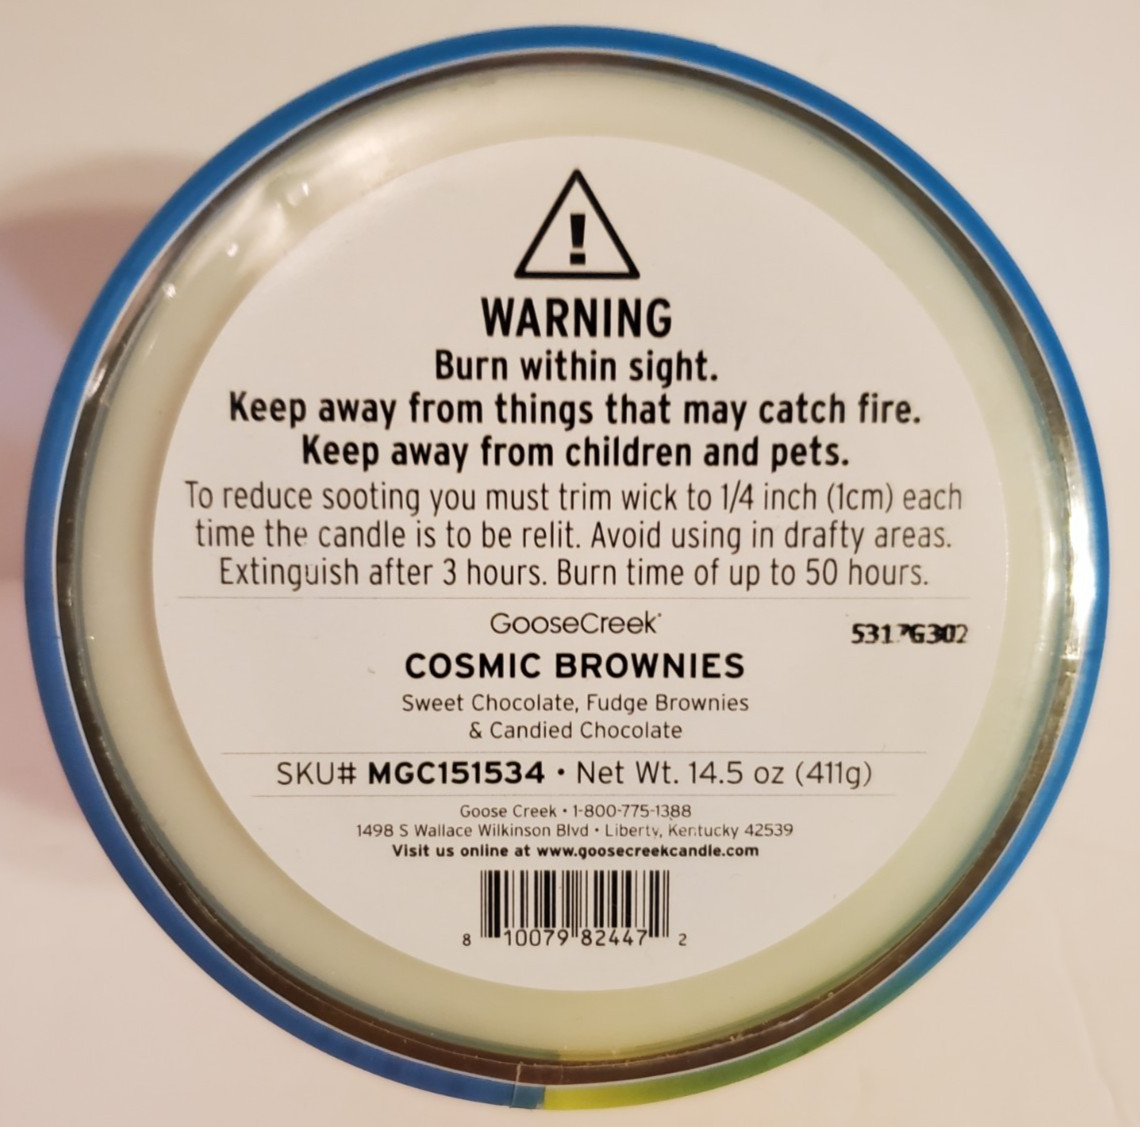 WARNING
Burn within sight.
Keep away from things that may catch fire.
Keep away from children and pets.
To reduce sooting you must trim wick to 1/4 inch (1cm) each
time the candle is to be relit. Avoid using in drafty areas.
Extinguish after 3 hours. Burn time of up to 50 hours.
GooseCreek
COSMIC BROWNIES
Sweet Chocolate, Fudge Brownies
& Candied Chocolate
SKU# MGC151534 • Net Wt. 14.5 oz (411g)
Goose Creek • 1-800-775-1388
1498 S Wallace Wilkinson Blvd • Liberty, Kentucky 42539
Visit us online at www.goosecreekcandle.com
8 10079 82447 2